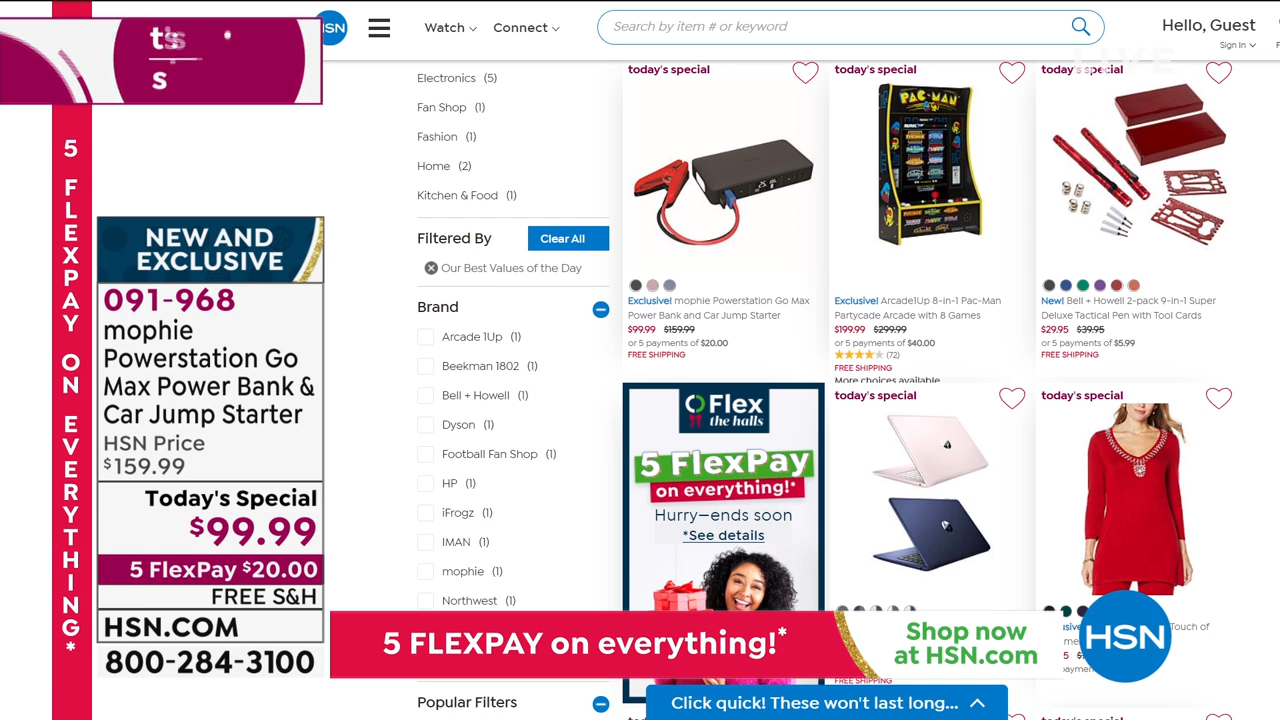 t's
s
HSN
Watch
Connect
Search by item # or keyword
Hello, Guest
Sign In
LIVE
5 FLEXPAY ON EVERYTHING!*
NEW AND
EXCLUSIVE
091-968
mophie
Powerstation Go
Max Power Bank &
Car Jump Starter
HSN Price
$159.99
Today's Special
$99.99
5 FlexPay $20.00
FREE S&H
HSN.COM
800-284-3100
Electronics (5)
Fan Shop (1)
Fashion (1)
Home (2)
Kitchen & Food (1)
Filtered By
Clear All
Our Best Values of the Day
Brand
Arcade 1Up (1)
Beekman 1802 (1)
Bell + Howell (1)
Dyson (1)
Football Fan Shop (1)
HP (1)
iFrogz (1)
IMAN (1)
mophie (1)
Northwest (1)
Popular Filters
today's special
Exclusive! mophie Powerstation Go Max
Power Bank and Car Jump Starter
$99.99 $159.99
or 5 payments of $20.00
FREE SHIPPING
today's special
PAC-MAN
Exclusive! Arcade1Up 8-in-1 Pac-Man
Partycade Arcade with 8 Games
$199.99 $299.99
or 5 payments of $40.00
(72)
FREE SHIPPING
More choices available
today's special
New! Bell + Howell 2-pack 9-in-1 Super
Deluxe Tactical Pen with Tool Cards
$29.95 $39.95
or 5 payments of $5.99
FREE SHIPPING
Flex
the halls
5 FlexPay
on everything!*
Hurry—ends soon
*See details
today's special
FREE SHIPPING
today's special
Touch of
5 FLEXPAY on everything!*
Shop now
at HSN.com
HSN
Click quick! These won't last long...